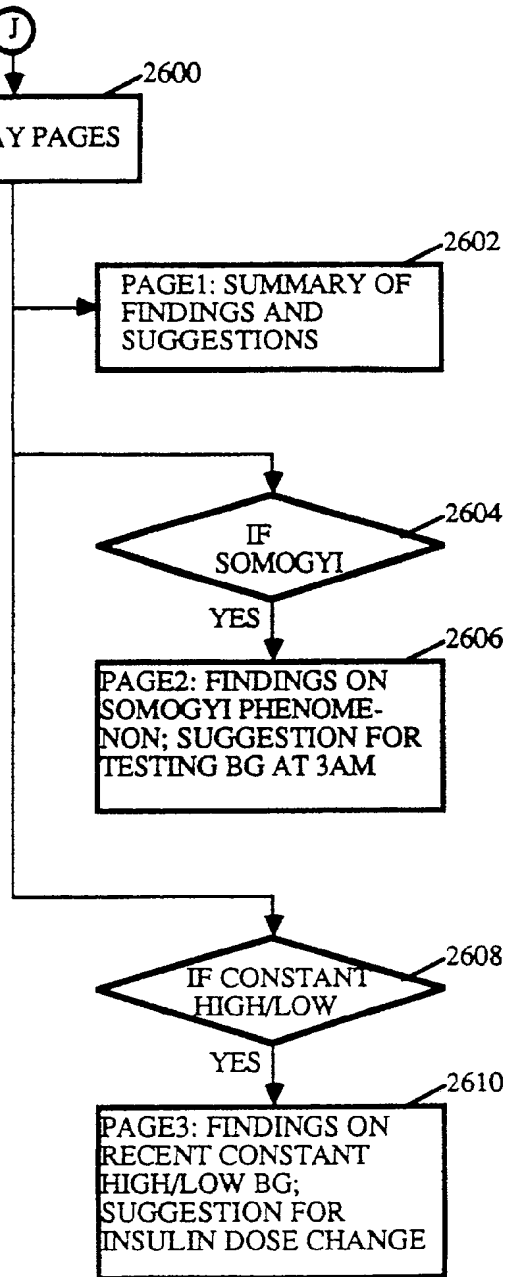 J
2600
AY PAGES
2602
PAGE1: SUMMARY OF
FINDINGS AND
SUGGESTIONS
2604
IF
SOMOGYI
YES
2606
PAGE2: FINDINGS ON
SOMOGYI PHENOME-
NON; SUGGESTION FOR
TESTING BG AT 3AM
2608
IF CONSTANT
HIGH/LOW
YES
2610
PAGE3: FINDINGS ON
RECENT CONSTANT
HIGH/LOW BG;
SUGGESTION FOR
INSULIN DOSE CHANGE